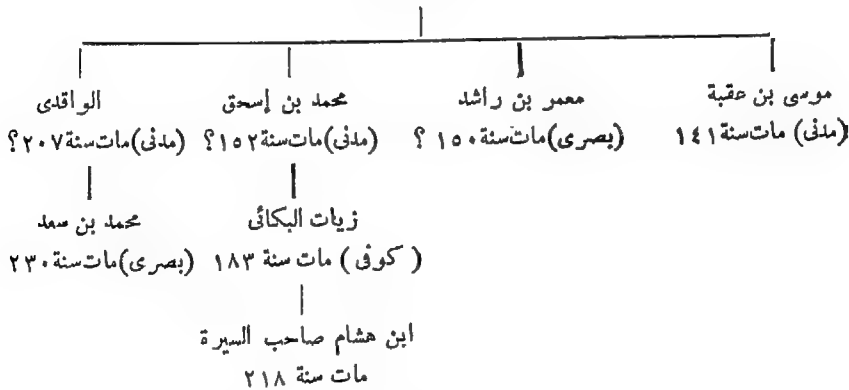 موسى بن عقبة    معمر بن راشد    محمد بن إسحق    الواقدى
(مدنى) مات سنة ١٤١    (بصرى) مات سنة ١٥٠ ؟    (مدنى) مات سنة ١٥٢ ؟    (مدنى) مات سنة ٢٠٧ ؟
زيات البكائى    محمد بن سعد
( كوفى ) مات سنة ١٨٣    (بصرى) مات سنة ٢٣٠
ابن هشام صاحب السيرة
مات سنة ٢١٨